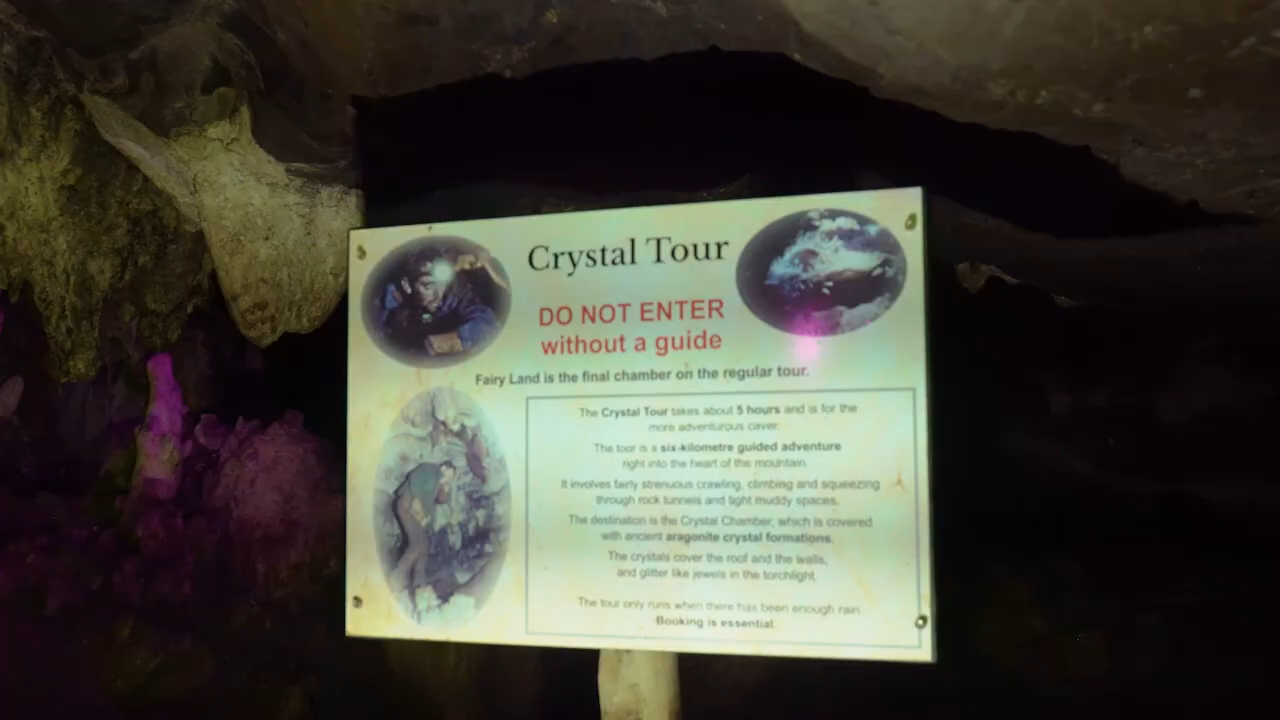 Crystal Tour
DO NOT ENTER
without a guide
Fairy Land is the final chamber on the regular tour.
The Crystal Tour takes about 5 hours and is for the
more adventurous caver.
The tour is a six-kilometre guided adventure
right into the heart of the mountain.
It involves fairly strenuous crawling, climbing and squeezing
through rock tunnels and tight muddy spaces.
The destination is the Crystal Chamber, which is covered
with ancient aragonite crystal formations.
The crystals cover the roof and the walls,
and glitter like jewels in the torchlight.
The tour only runs when there has been enough rain.
Booking is essential.